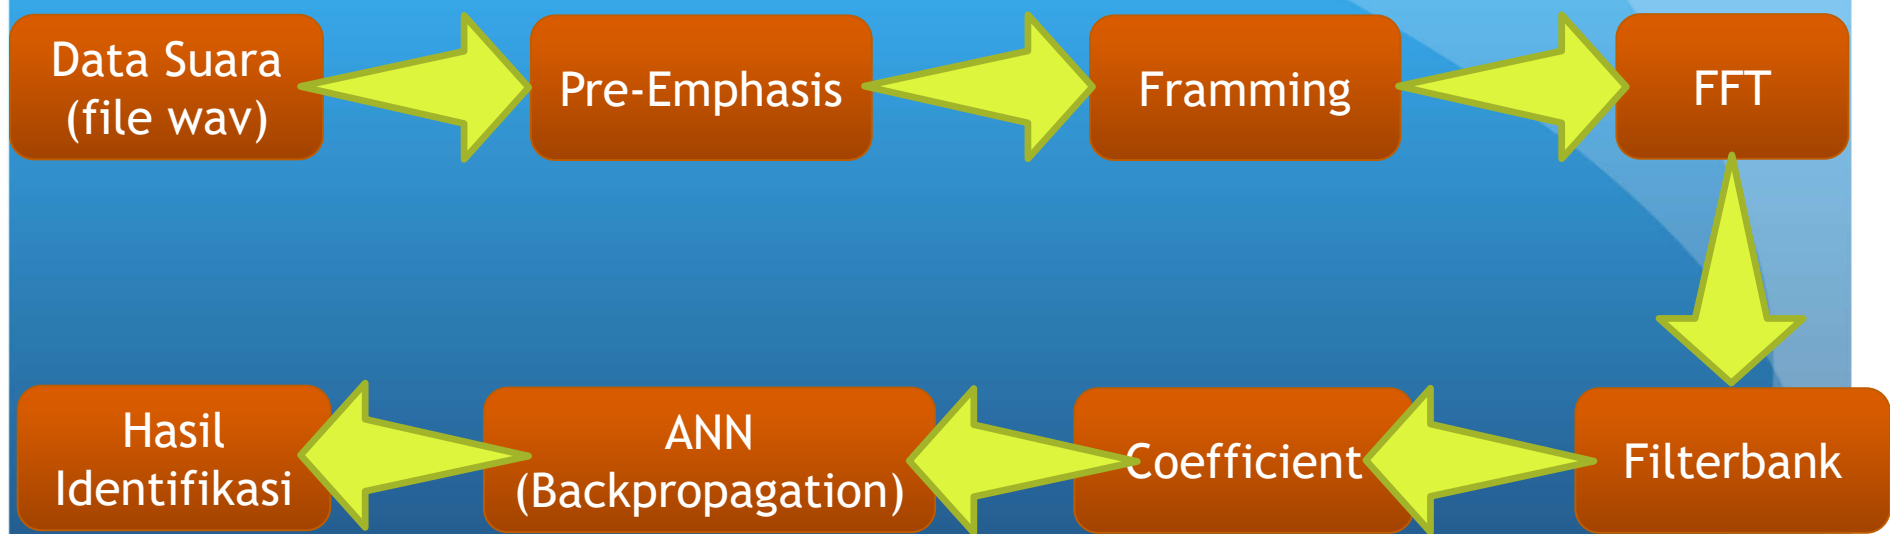 Data Suara
(file wav)
Pre-Emphasis
Framming
FFT
Filterbank
Coefficient
ANN
(Backpropagation)
Hasil
Identifikasi